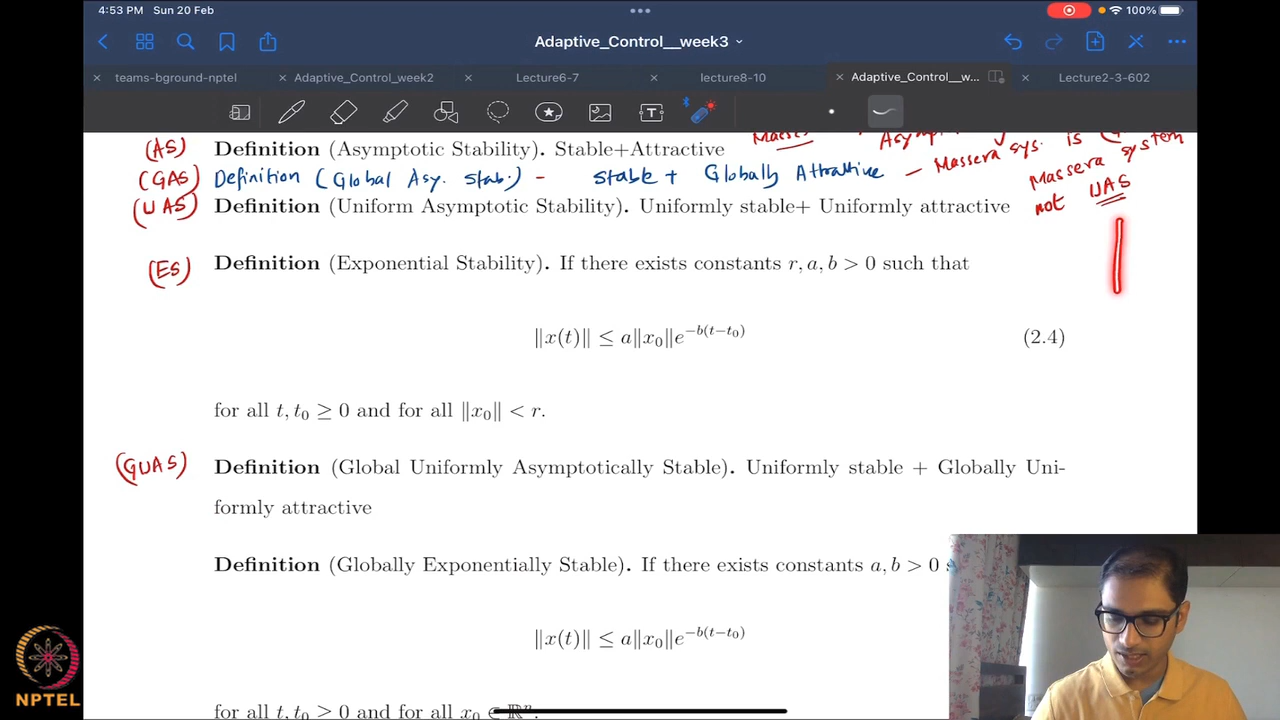 4:53 PM Sun 20 Feb
100%
Adaptive_Control__week3
teams-bground-nptel
Adaptive_Control_week2
Lecture6-7
lecture8-10
Adaptive_Control__w...
Lecture2-3-602
(AS) Definition (Asymptotic Stability). Stable+Attractive
(GAS) Definition (Global Asy. stab.) - stable + Globally Attractive - Massera sys. is
Massera system
not UAS
(UAS) Definition (Uniform Asymptotic Stability). Uniformly stable+ Uniformly attractive
(ES) Definition (Exponential Stability). If there exists constants r, a, b > 0 such that
‖x(t)‖ ≤ a‖x₀‖e^{−b(t−t₀)} (2.4)
for all t, t₀ ≥ 0 and for all ‖x₀‖ < r.
(GUAS) Definition (Global Uniformly Asymptotically Stable). Uniformly stable + Globally Uni-
formly attractive
Definition (Globally Exponentially Stable). If there exists constants a, b > 0
‖x(t)‖ ≤ a‖x₀‖e^{−b(t−t₀)}
for all t, t₀ ≥ 0 and for all x₀ ∈ ℝⁿ.
NPTEL